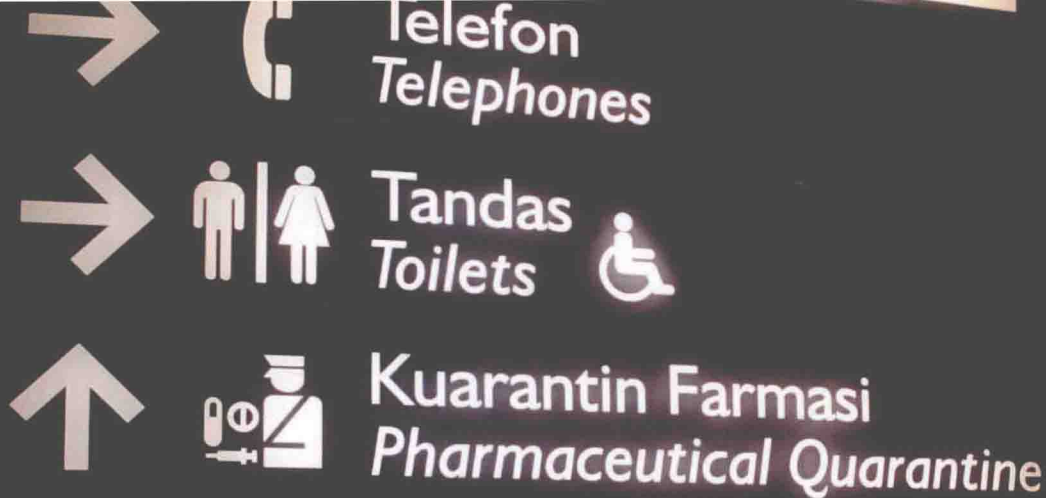 Telefon
Telephones
Tandas
Toilets
Kuarantin Farmasi
Pharmaceutical Quarantine